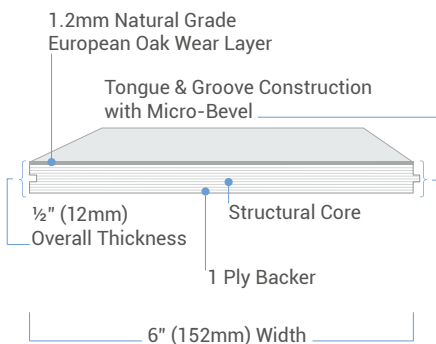 1.2mm Natural Grade
European Oak Wear Layer
Tongue & Groove Construction
with Micro-Bevel
½” (12mm)
Overall Thickness
Structural Core
1 Ply Backer
6” (152mm) Width